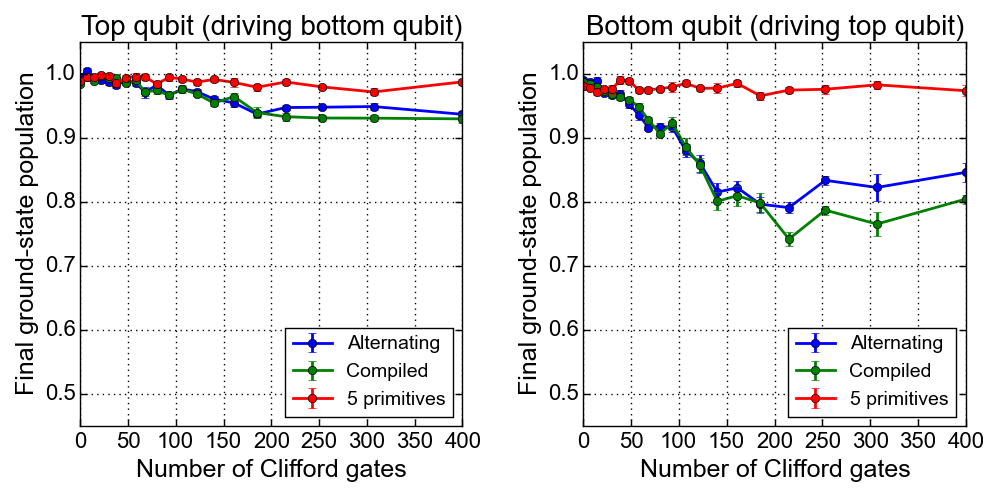 Top qubit (driving bottom qubit)
Final ground-state population
1.0
0.9
0.8
0.7
0.6
0.5
0 50 100 150 200 250 300 350 400
Number of Clifford gates
Alternating
Compiled
5 primitives
Bottom qubit (driving top qubit)
Final ground-state population
1.0
0.9
0.8
0.7
0.6
0.5
0 50 100 150 200 250 300 350 400
Number of Clifford gates
Alternating
Compiled
5 primitives